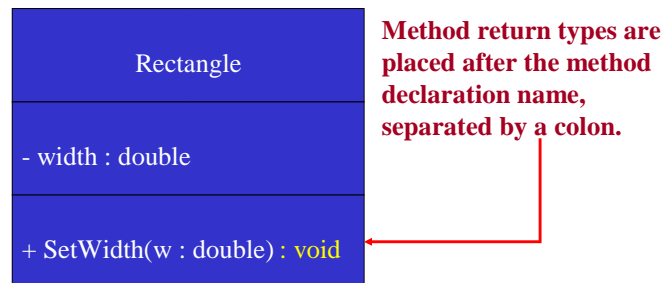 Rectangle
- width : double
+ SetWidth(w : double) : void
Method return types are
placed after the method
declaration name,
separated by a colon.